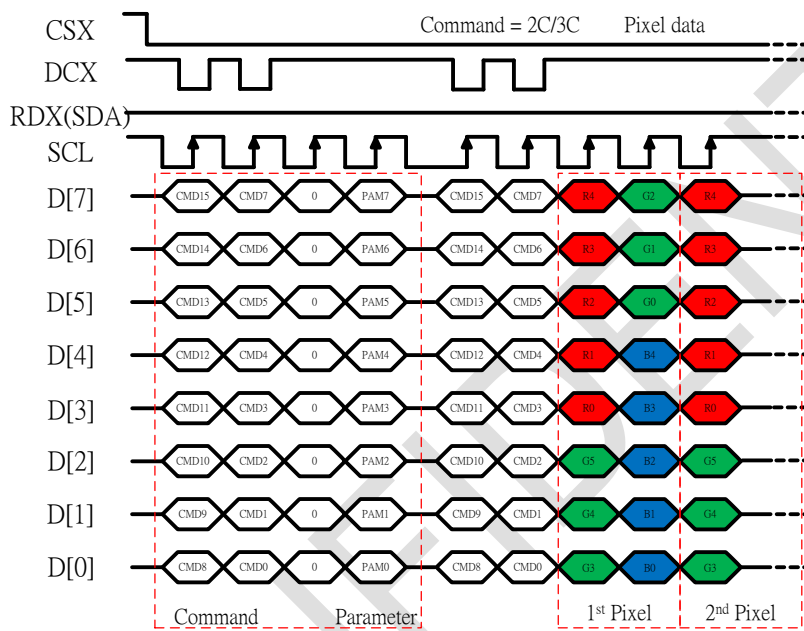 CSX Command = 2C/3C Pixel data
DCX
RDX(SDA)
SCL
D[7] CMD15 CMD7 0 PAM7 CMD15 CMD7 R4 G2 R4
D[6] CMD14 CMD6 0 PAM6 CMD14 CMD6 R3 G1 R3
D[5] CMD13 CMD5 0 PAM5 CMD13 CMD5 R2 G0 R2
D[4] CMD12 CMD4 0 PAM4 CMD12 CMD4 R1 B4 R1
D[3] CMD11 CMD3 0 PAM3 CMD11 CMD3 R0 B3 R0
D[2] CMD10 CMD2 0 PAM2 CMD10 CMD2 G5 B2 G5
D[1] CMD9 CMD1 0 PAM1 CMD9 CMD1 G4 B1 G4
D[0] CMD8 CMD0 0 PAM0 CMD8 CMD0 G3 B0 G3
Command Parameter 1st Pixel 2nd Pixel